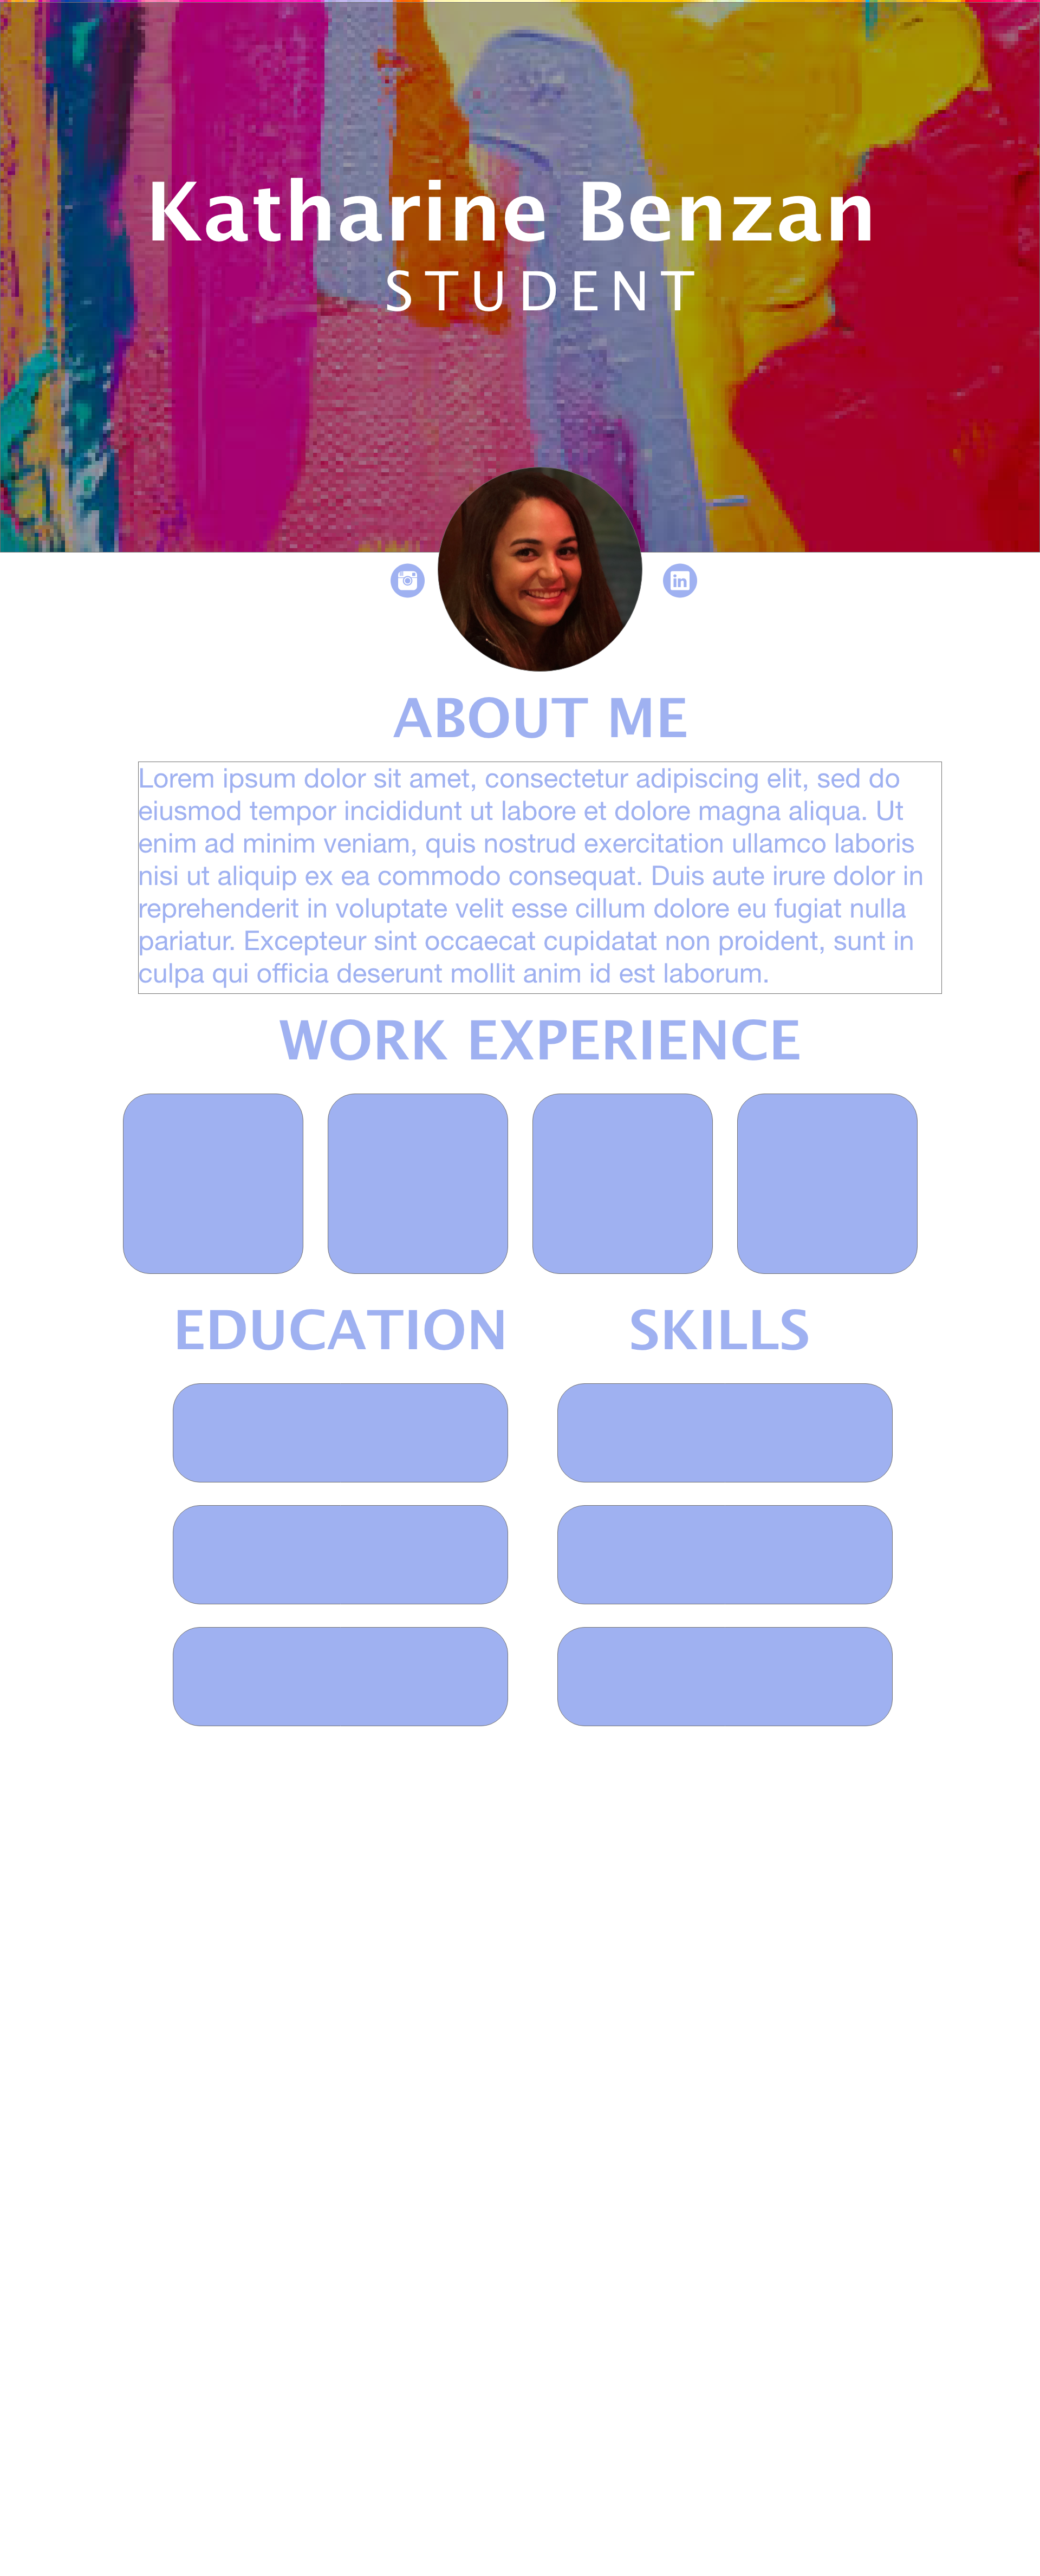 Katharine Benzan
STUDENT
in
ABOUT ME
Lorem ipsum dolor sit amet, consectetur adipiscing elit, sed do
eiusmod tempor incididunt ut labore et dolore magna aliqua. Ut
enim ad minim veniam, quis nostrud exercitation ullamco laboris
nisi ut aliquip ex ea commodo consequat. Duis aute irure dolor in
reprehenderit in voluptate velit esse cillum dolore eu fugiat nulla
pariatur. Excepteur sint occaecat cupidatat non proident, sunt in
culpa qui officia deserunt mollit anim id est laborum.
WORK EXPERIENCE
EDUCATION SKILLS